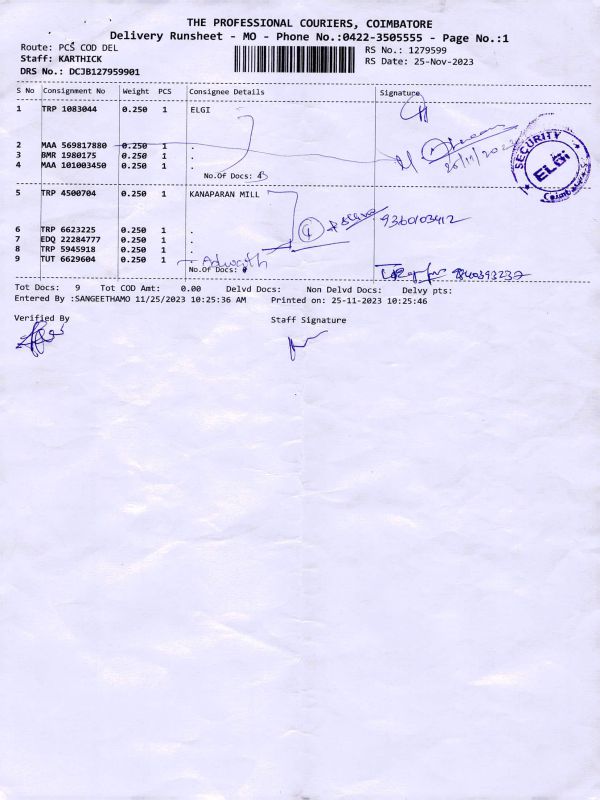 THE PROFESSIONAL COURIERS, COIMBATORE
Delivery Runsheet - MO - Phone No.:0422-3505555 - Page No.:1
Route: PCS COD DEL
RS No.: 1279599
Staff: KARTHICK
RS Date: 25-Nov-2023
DRS No.: DCJB127959901
S No Consignment No Weight PCS Consignee Details Signature
1 TRP 1083044 0.250 1 ELGI
2 MAA 569817880 0.250 1 .
3 BMR 1980175 0.250 1 .
4 MAA 101003450 0.250 1 .
No.Of Docs: 4
25/11/2023
SECURITY
ELGi
Coimbatore
5 TRP 4500704 0.250 1 KANAPARAN MILL
4
9360103412
6 TRP 6623225 0.250 1 .
7 EDQ 22284777 0.250 1 .
8 TRP 5945918 0.250 1 .
9 TUT 6629604 0.250 1 - Adwaith
No.Of Docs:
Tot Docs: 9 Tot COD Amt: 0.00 Delvd Docs: Non Delvd Docs: Delvy pts:
Entered By :SANGEETHAMO 11/25/2023 10:25:36 AM Printed on: 25-11-2023 10:25:46
Verified By
Staff Signature